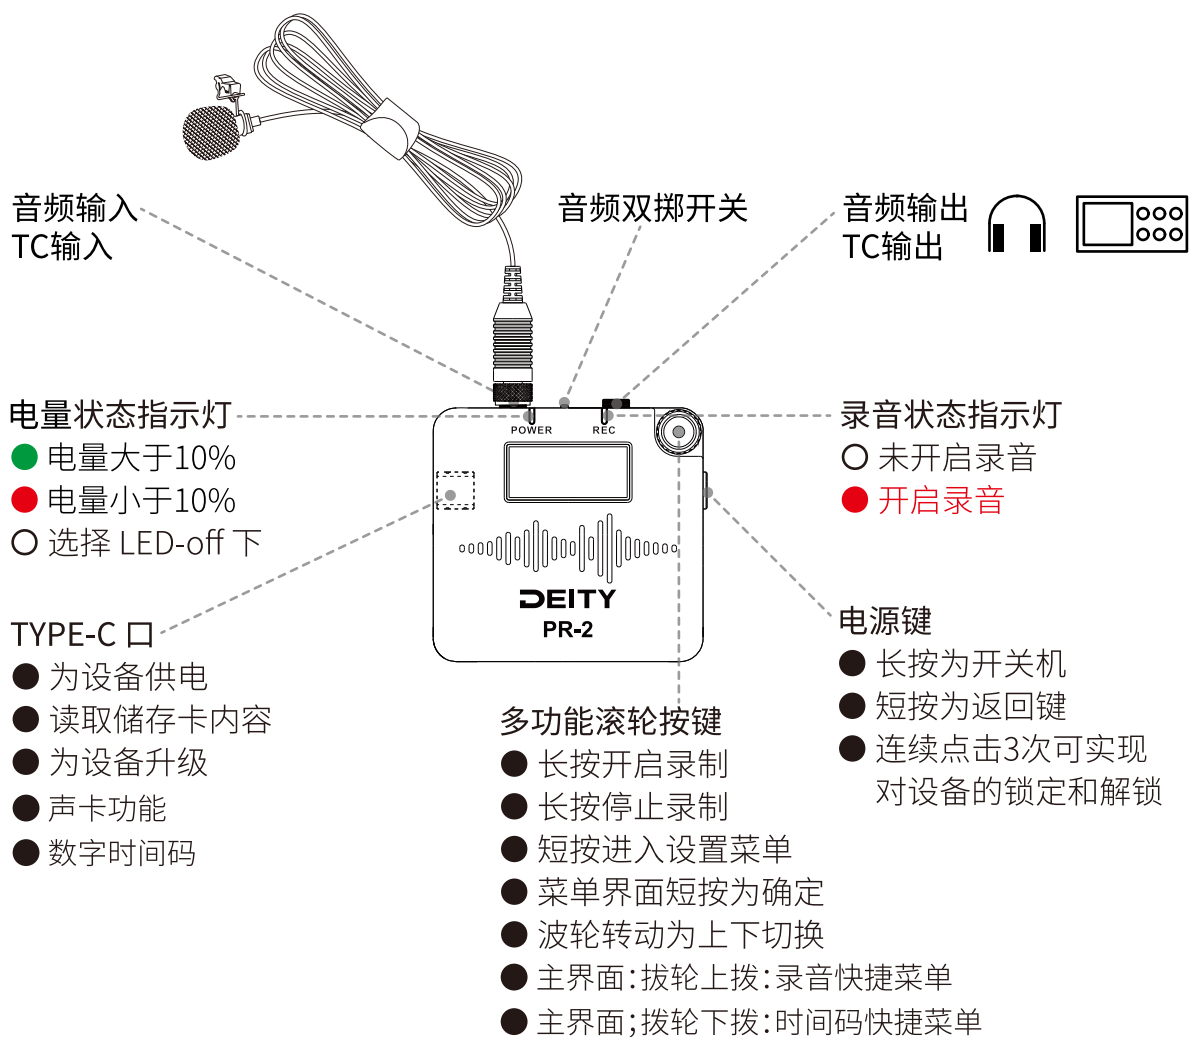 音频输入
TC输入
音频双掷开关
音频输出
TC输出
电量状态指示灯
电量大于10%
电量小于10%
选择 LED-off 下
POWER
REC
录音状态指示灯
未开启录音
开启录音
DEITY
PR-2
TYPE-C 口
为设备供电
读取储存卡内容
为设备升级
声卡功能
数字时间码
多功能滚轮按键
长按开启录制
长按停止录制
短按进入设置菜单
菜单界面短按为确定
波轮转动为上下切换
主界面:拔轮上拨:录音快捷菜单
主界面;拨轮下拨:时间码快捷菜单
电源键
长按为开关机
短按为返回键
连续点击3次可实现
对设备的锁定和解锁